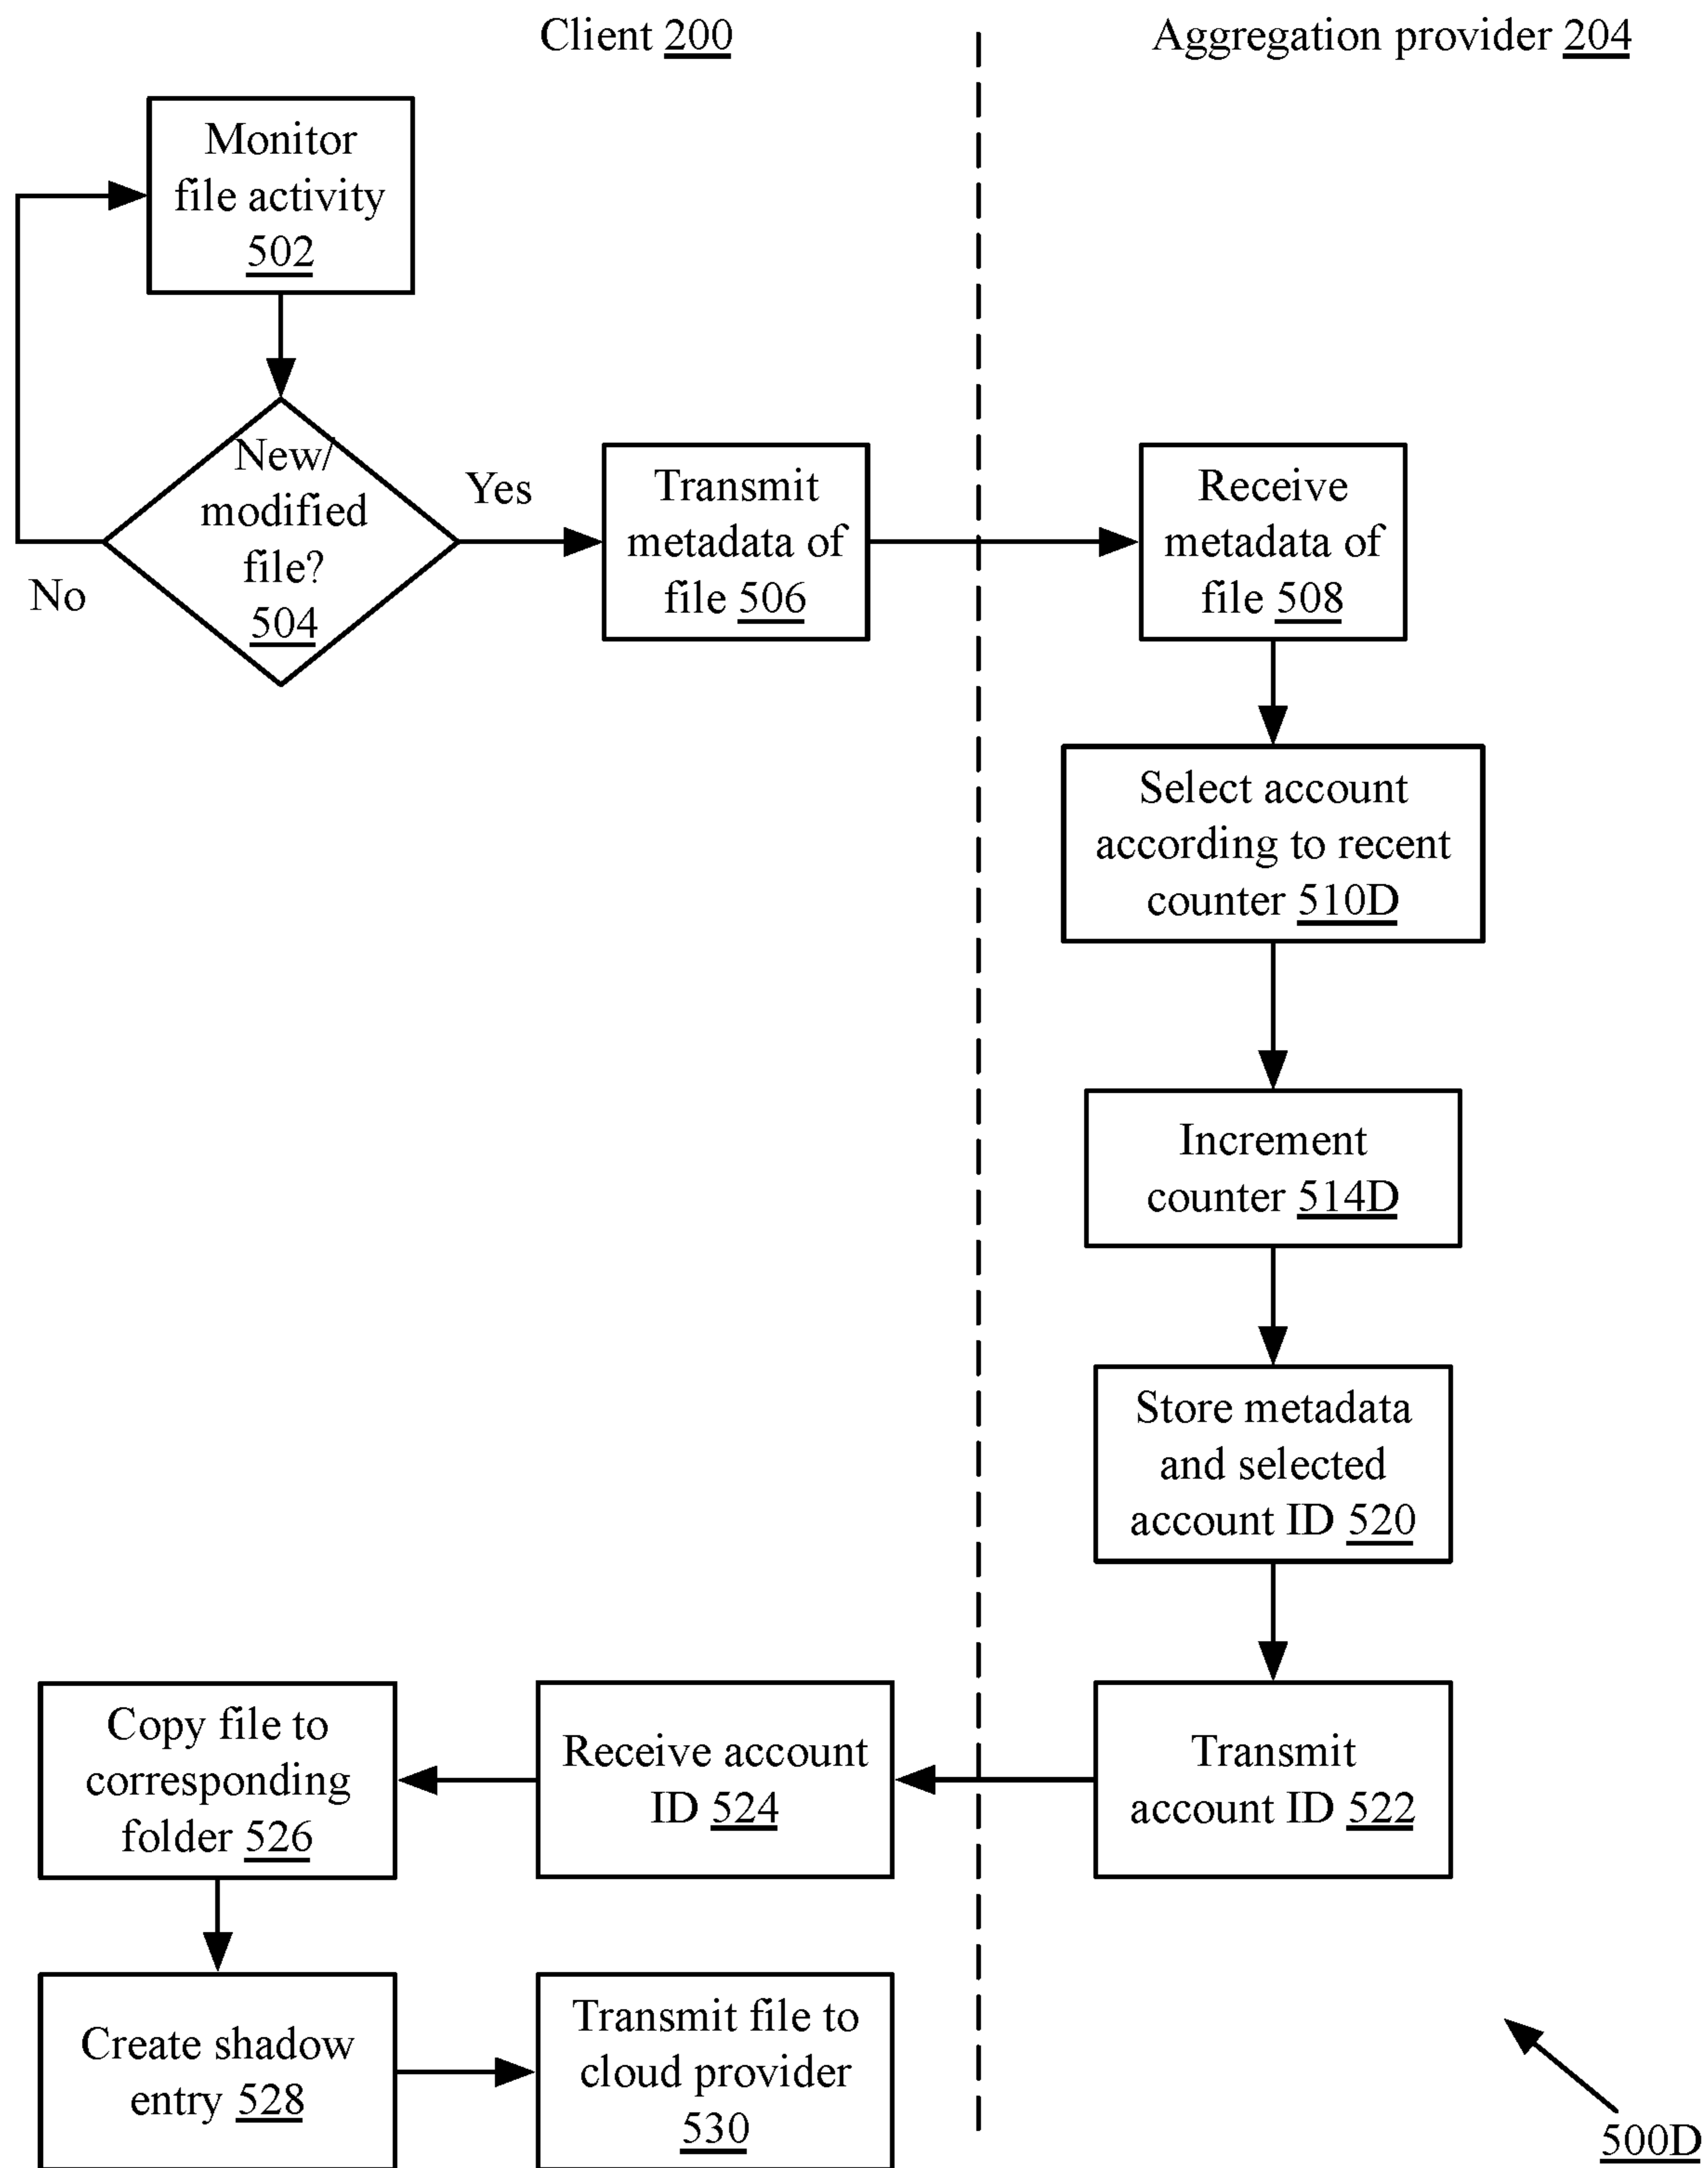 Client 200
Aggregation provider 204
Monitor
file activity
502
New/
modified
file?
504
No
Yes
Transmit
metadata of
file 506
Receive
metadata of
file 508
Select account
according to recent
counter 510D
Increment
counter 514D
Store metadata
and selected
account ID 520
Transmit
account ID 522
Receive account
ID 524
Copy file to
corresponding
folder 526
Create shadow
entry 528
Transmit file to
cloud provider
530
500D